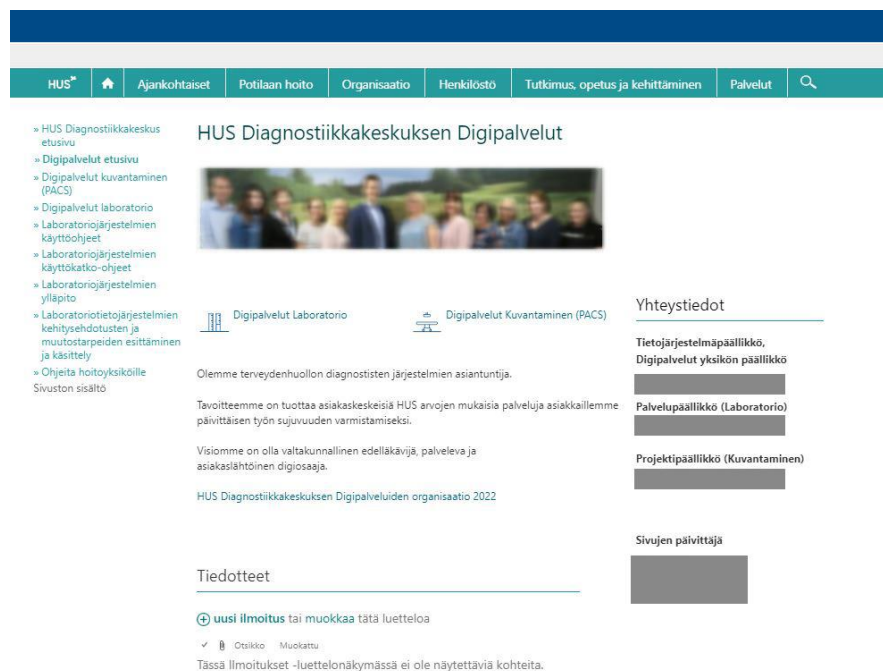 HUS
Ajankohtaiset
Potilaan hoito
Organisaatio
Henkilöstö
Tutkimus, opetus ja kehittäminen
Palvelut
» HUS Diagnostiikkakeskus
etusivu
» Digipalvelut etusivu
» Digipalvelut kuvantaminen
(PACS)
» Digipalvelut laboratorio
» Laboratoriojärjestelmien
käyttöohjeet
» Laboratoriojärjestelmien
käyttökatko-ohjeet
» Laboratoriojärjestelmien
ylläpito
» Laboratoriotietojärjestelmien
kehitysehdotusten ja
muutostarpeiden esittäminen
ja käsittely
» Ohjeita hoitoyksiköille
Sivuston sisältö
HUS Diagnostiikkakeskuksen Digipalvelut
Digipalvelut Laboratorio
Digipalvelut Kuvantaminen (PACS)
Olemme terveydenhuollon diagnostisten järjestelmien asiantuntija.
Tavoitteemme on tuottaa asiakaskeskeisiä HUS arvojen mukaisia palveluja asiakkaillemme
päivittäisen työn sujuvuuden varmistamiseksi.
Visiomme on olla valtakunnallinen edelläkävijä, palveleva ja
asiakaslähtöinen digiosaaja.
HUS Diagnostiikkakeskuksen Digipalveluiden organisaatio 2022
Tiedotteet
uusi ilmoitus tai muokkaa tätä luetteloa
Otsikko Muokattu
Tässä Ilmoitukset -luettelonäkymässä ei ole näytettäviä kohteita.
Yhteystiedot
Tietojärjestelmäpäällikkö,
Digipalvelut yksikön päällikkö
Palvelupäällikkö (Laboratorio)
Projektipäällikkö (Kuvantaminen)
Sivujen päivittäjä